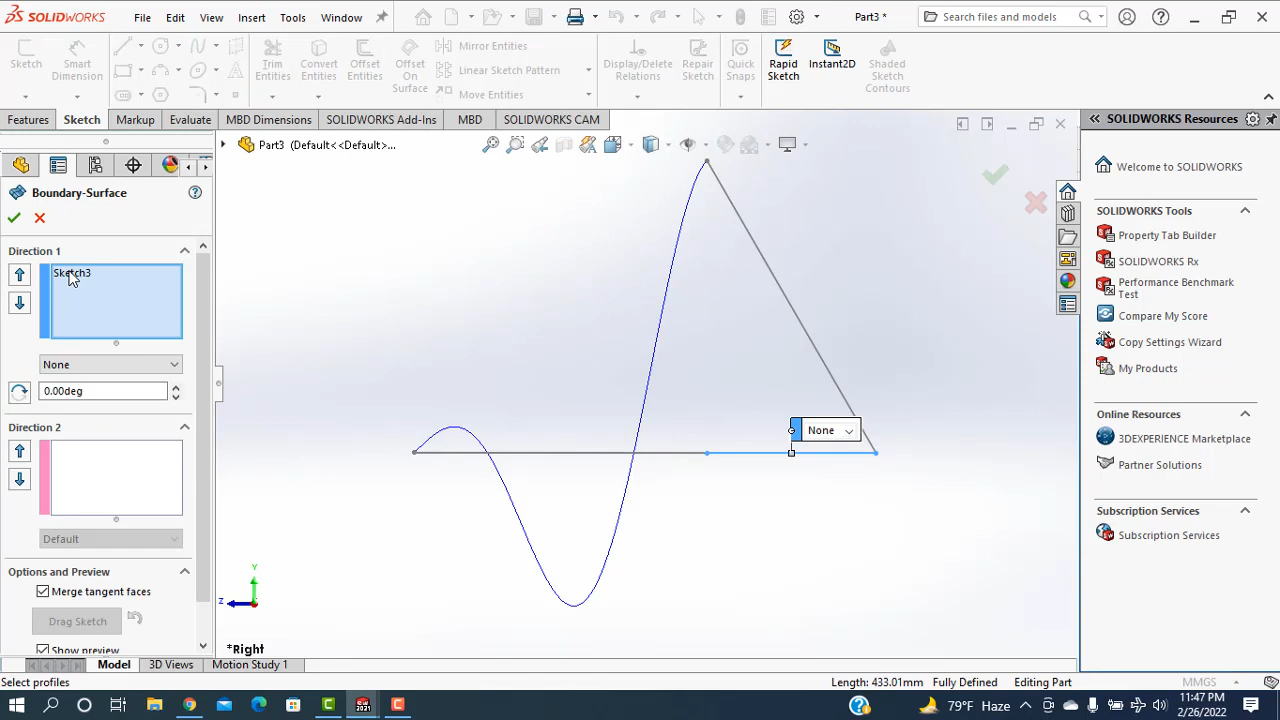 SOLIDWORKS
File Edit View Insert Tools Window
Part3 *
Search files and models
Sketch
Smart Dimension
Trim Entities
Convert Entities
Offset Entities
Offset On Surface
Mirror Entities
Linear Sketch Pattern
Move Entities
Display/Delete Relations
Repair Sketch
Quick Snaps
Rapid Sketch
Instant2D
Shaded Sketch Contours
Features Sketch Markup Evaluate MBD Dimensions SOLIDWORKS Add-Ins MBD SOLIDWORKS CAM
SOLIDWORKS Resources
Part3 (Default<<Default>...
Boundary-Surface
Direction 1
Sketch3
None
0.00deg
Direction 2
Default
Options and Preview
Merge tangent faces
Drag Sketch
Show preview
None
Y
Z
*Right
Welcome to SOLIDWORKS
SOLIDWORKS Tools
Property Tab Builder
SOLIDWORKS Rx
Performance Benchmark Test
Compare My Score
Copy Settings Wizard
My Products
Online Resources
3DEXPERIENCE Marketplace
Partner Solutions
Subscription Services
Subscription Services
Model 3D Views Motion Study 1
Select profiles
Length: 433.01mm Fully Defined Editing Part
MMGS
79°F Haze
11:47 PM
2/26/2022